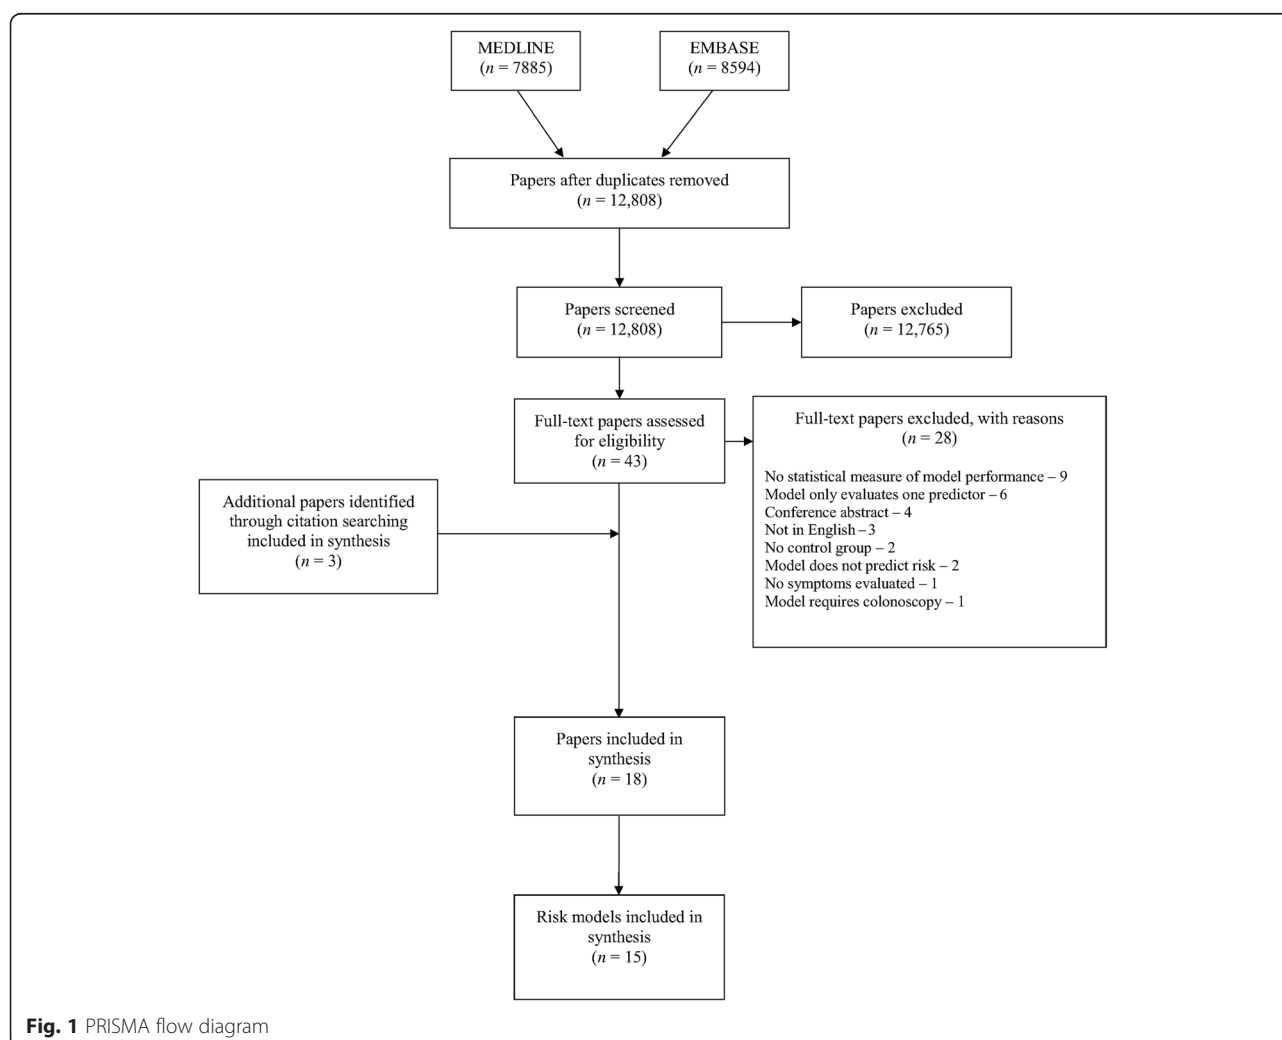 MEDLINE
(n = 7885)
EMBASE
(n = 8594)
Papers after duplicates removed
(n = 12,808)
Papers screened
(n = 12,808)
Papers excluded
(n = 12,765)
Full-text papers assessed
for eligibility
(n = 43)
Full-text papers excluded, with reasons
(n = 28)
No statistical measure of model performance – 9
Model only evaluates one predictor – 6
Conference abstract – 4
Not in English – 3
No control group – 2
Model does not predict risk – 2
No symptoms evaluated – 1
Model requires colonoscopy – 1
Additional papers identified
through citation searching
included in synthesis
(n = 3)
Papers included in
synthesis
(n = 18)
Risk models included in
synthesis
(n = 15)
Fig. 1 PRISMA flow diagram